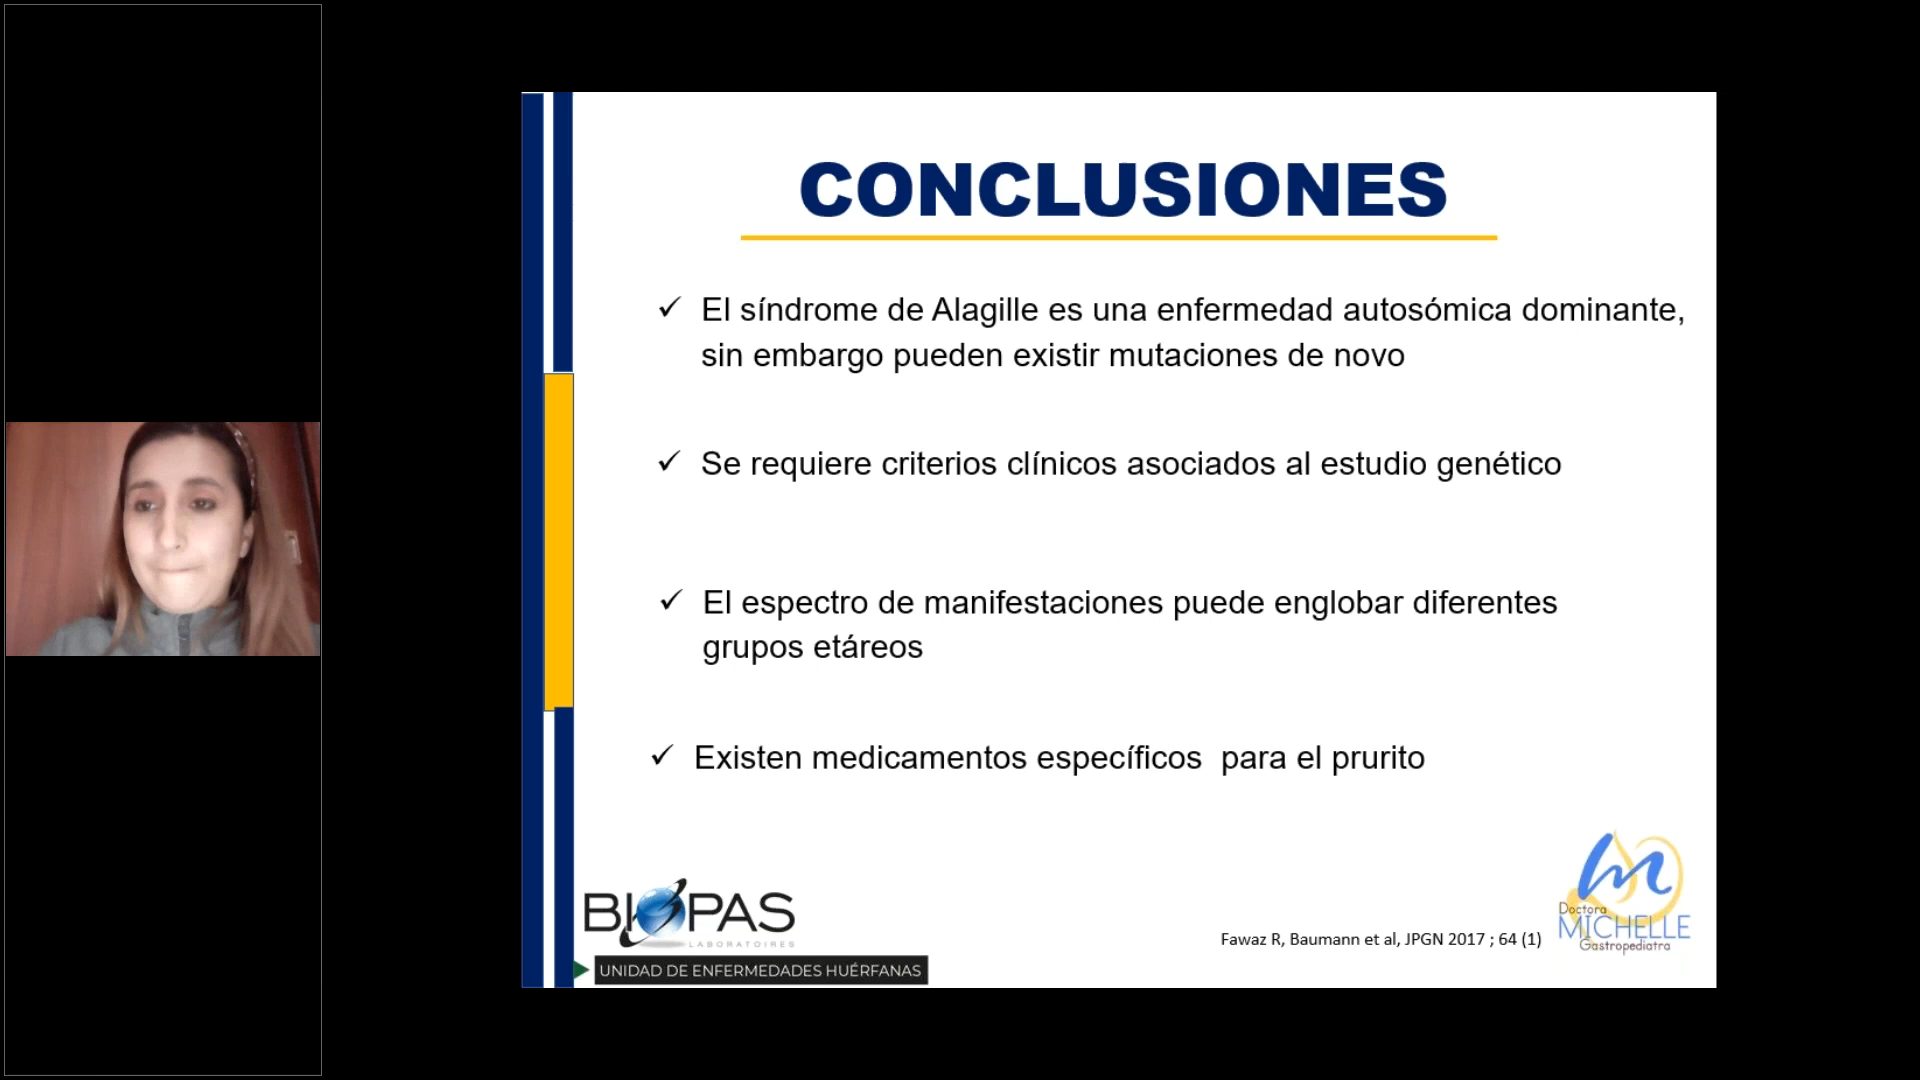 CONCLUSIONES
✓ El síndrome de Alagille es una enfermedad autosómica dominante,
sin embargo pueden existir mutaciones de novo
✓ Se requiere criterios clínicos asociados al estudio genético
✓ El espectro de manifestaciones puede englobar diferentes
grupos etáreos
✓ Existen medicamentos específicos  para el prurito
BIOPAS
LABORATOIRES
UNIDAD DE ENFERMEDADES HUÉRFANAS
Fawaz R, Baumann et al, JPGN 2017 ; 64 (1)
m
Doctora
MICHELLE
Gastropediatra